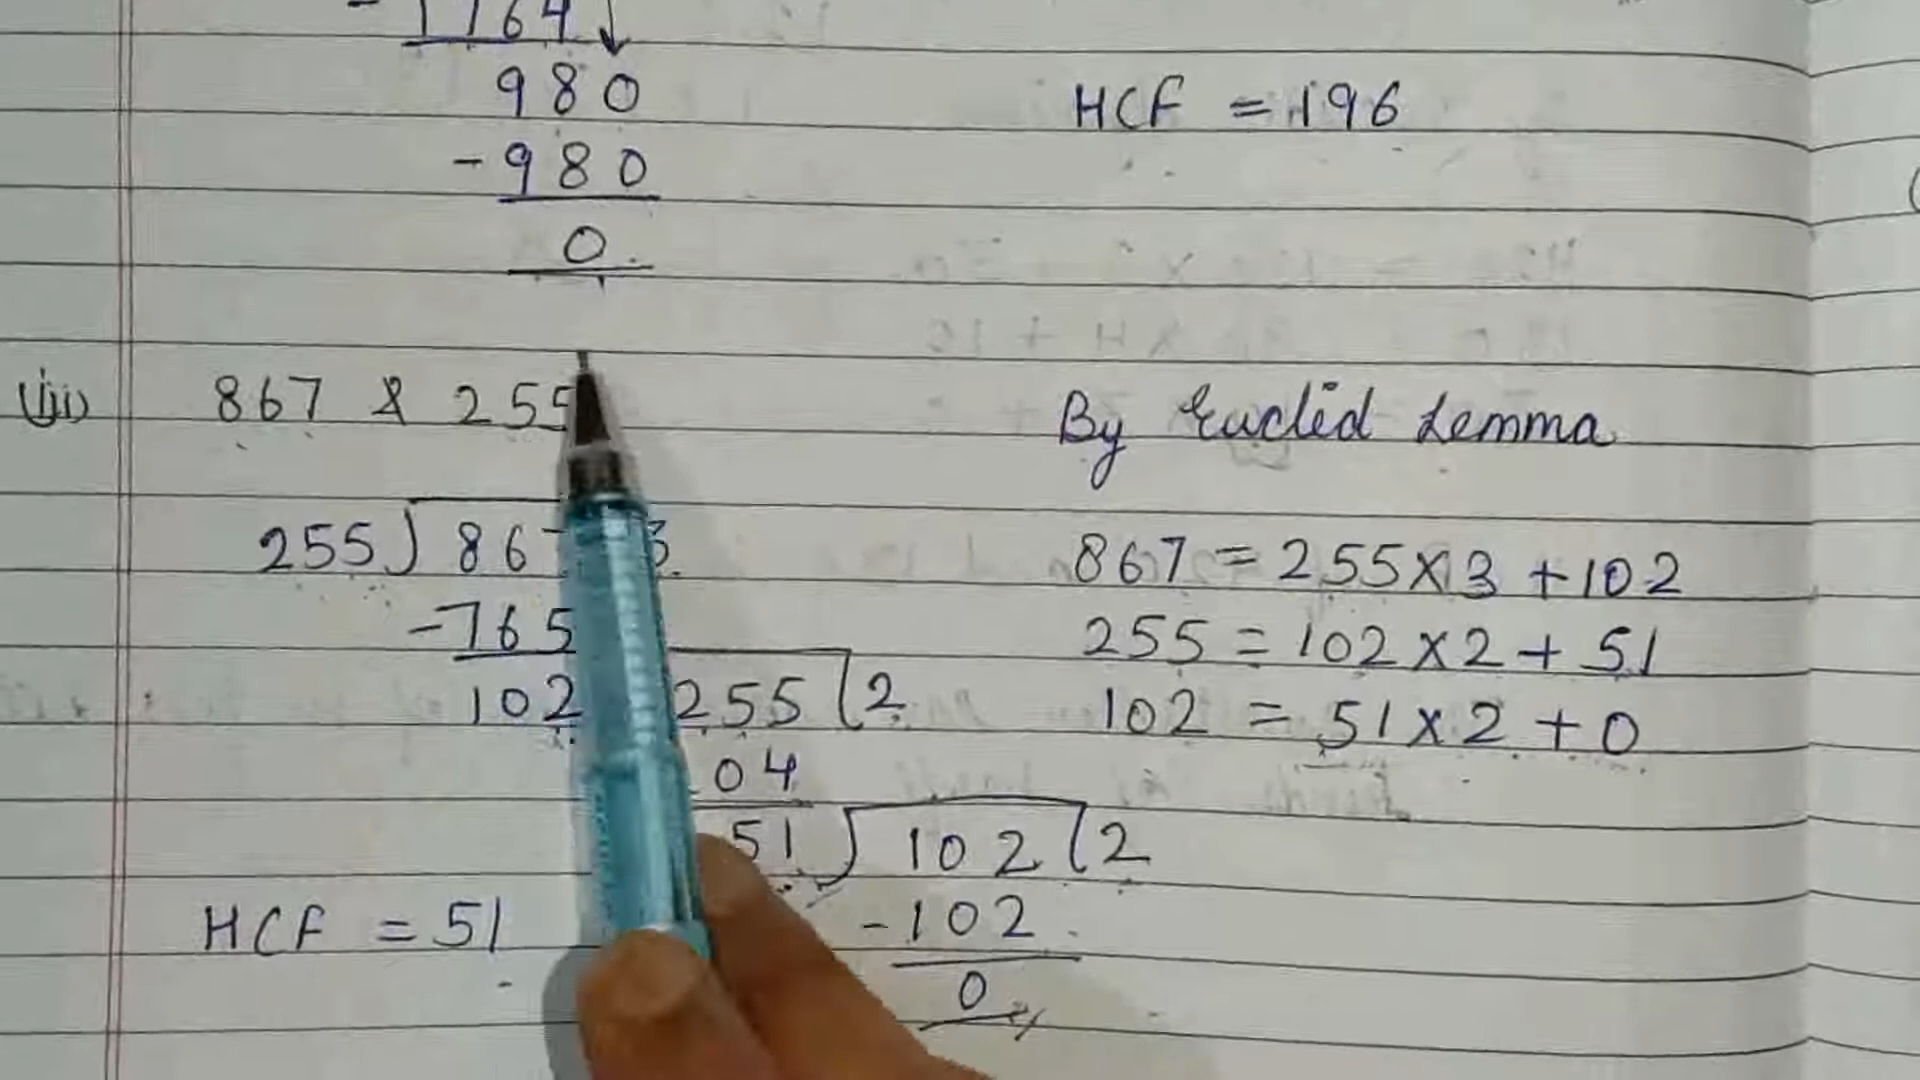 - 1764
980
- 980
0
HCF = 196
(iii) 867 & 255
By Euclid Lemma
255) 867 3
- 765
102 255 (2
04
51) 102 (2
- 102
0
HCF = 51
867 = 255 × 3 + 102
255 = 102 × 2 + 51
102 = 51 × 2 + 0